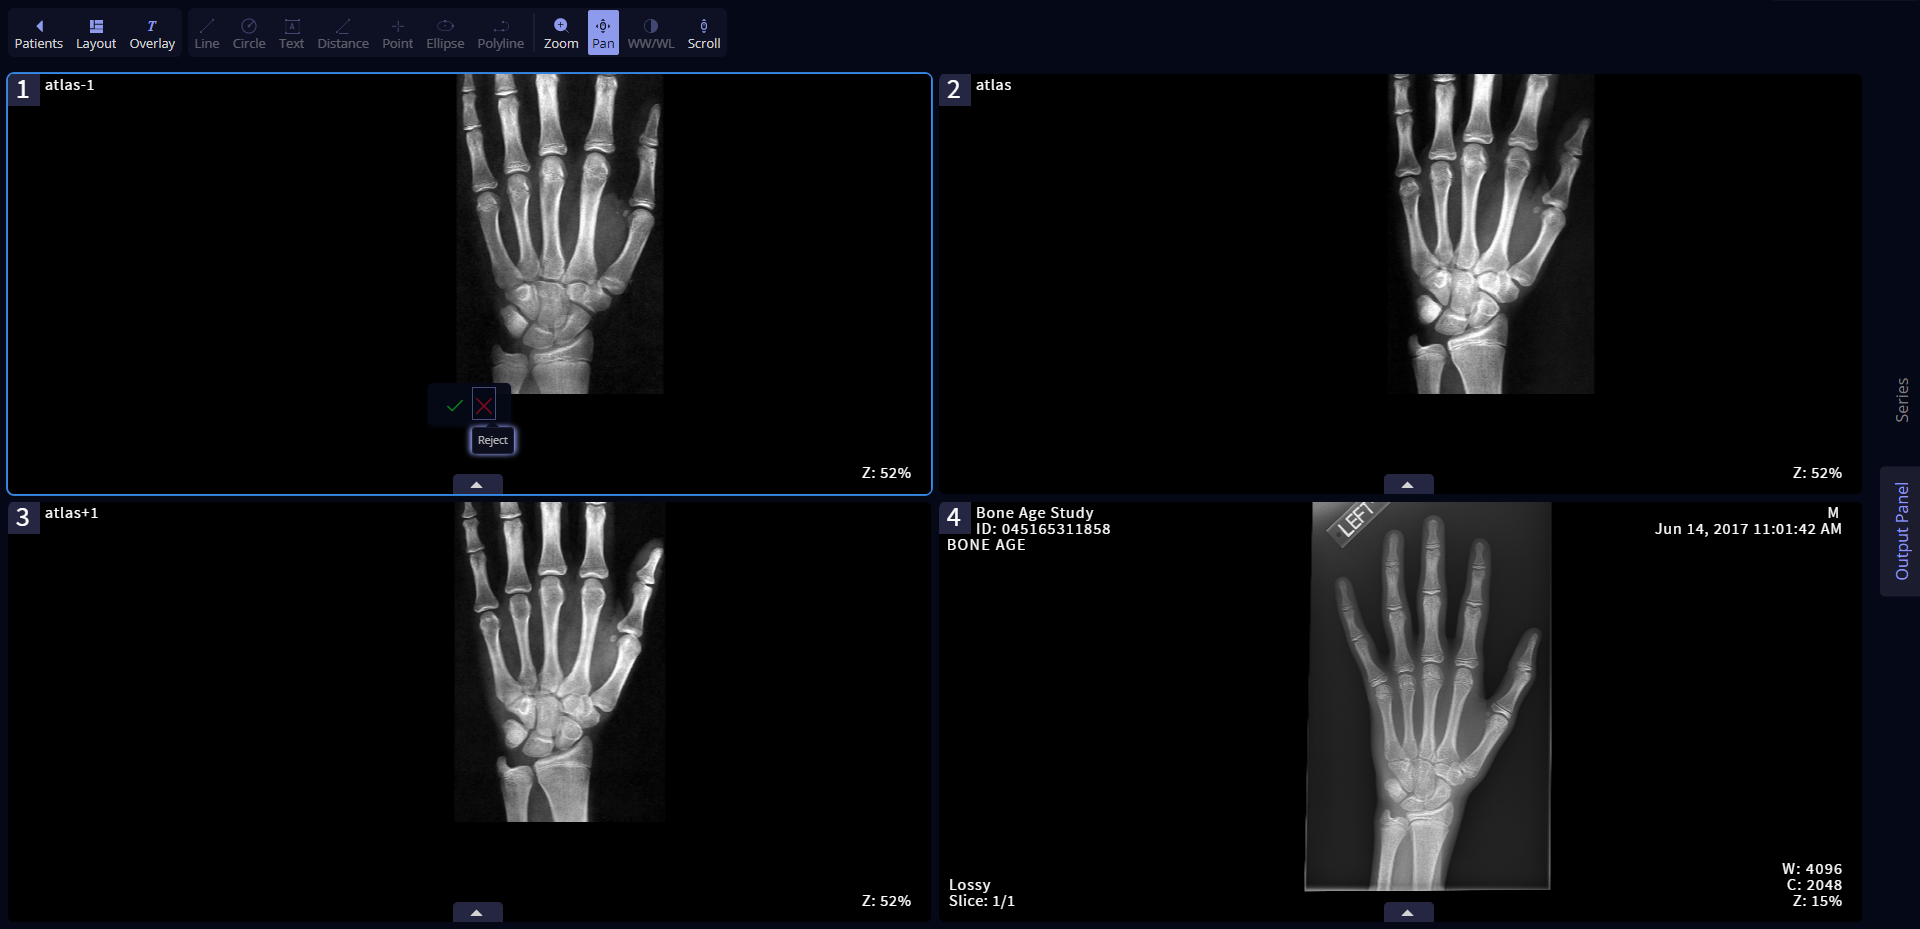 Patients Layout Overlay Line Circle Text Distance Point Ellipse Polyline Zoom Pan WW/WL Scroll
1 atlas-1
Reject
Z: 52%
2 atlas
Z: 52%
3 atlas+1
Z: 52%
4 Bone Age Study
ID: 045165311858
BONE AGE
M
Jun 14, 2017 11:01:42 AM
LEFT
Lossy
Slice: 1/1
W: 4096
C: 2048
Z: 15%
Series
Output Panel